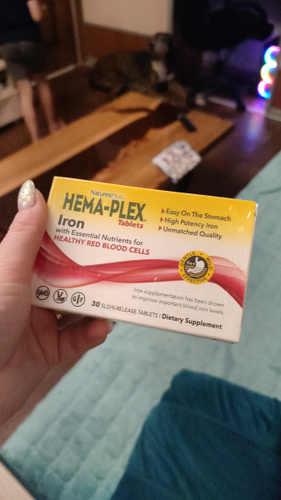 NaturesPlus
HEMA-PLEX
Tablets
Iron
with Essential Nutrients for
HEALTHY RED BLOOD CELLS
Easy On The Stomach
High Potency Iron
Unmatched Quality
Iron supplementation has been shown
to improve important blood iron levels.
30 SLOW-RELEASE TABLETS | Dietary Supplement